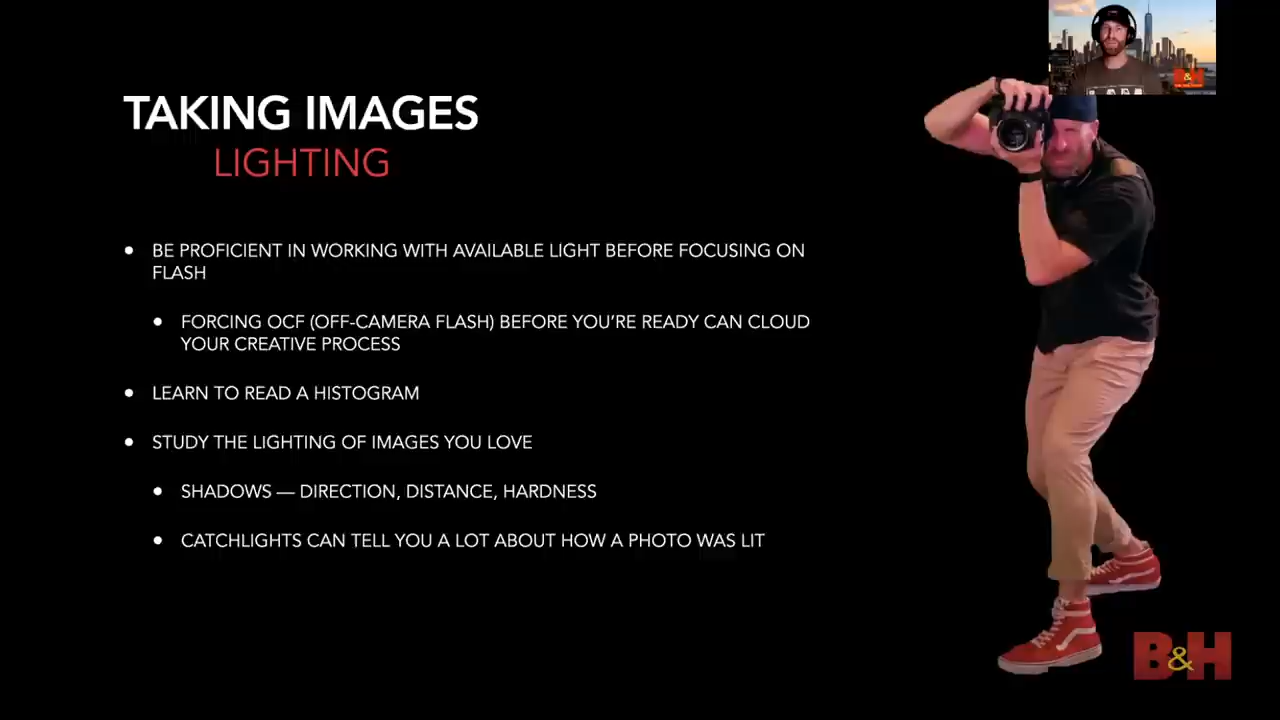 TAKING IMAGES
LIGHTING
• BE PROFICIENT IN WORKING WITH AVAILABLE LIGHT BEFORE FOCUSING ON
FLASH
• FORCING OCF (OFF-CAMERA FLASH) BEFORE YOU'RE READY CAN CLOUD
YOUR CREATIVE PROCESS
• LEARN TO READ A HISTOGRAM
• STUDY THE LIGHTING OF IMAGES YOU LOVE
• SHADOWS — DIRECTION, DISTANCE, HARDNESS
• CATCHLIGHTS CAN TELL YOU A LOT ABOUT HOW A PHOTO WAS LIT
B&H
B&H